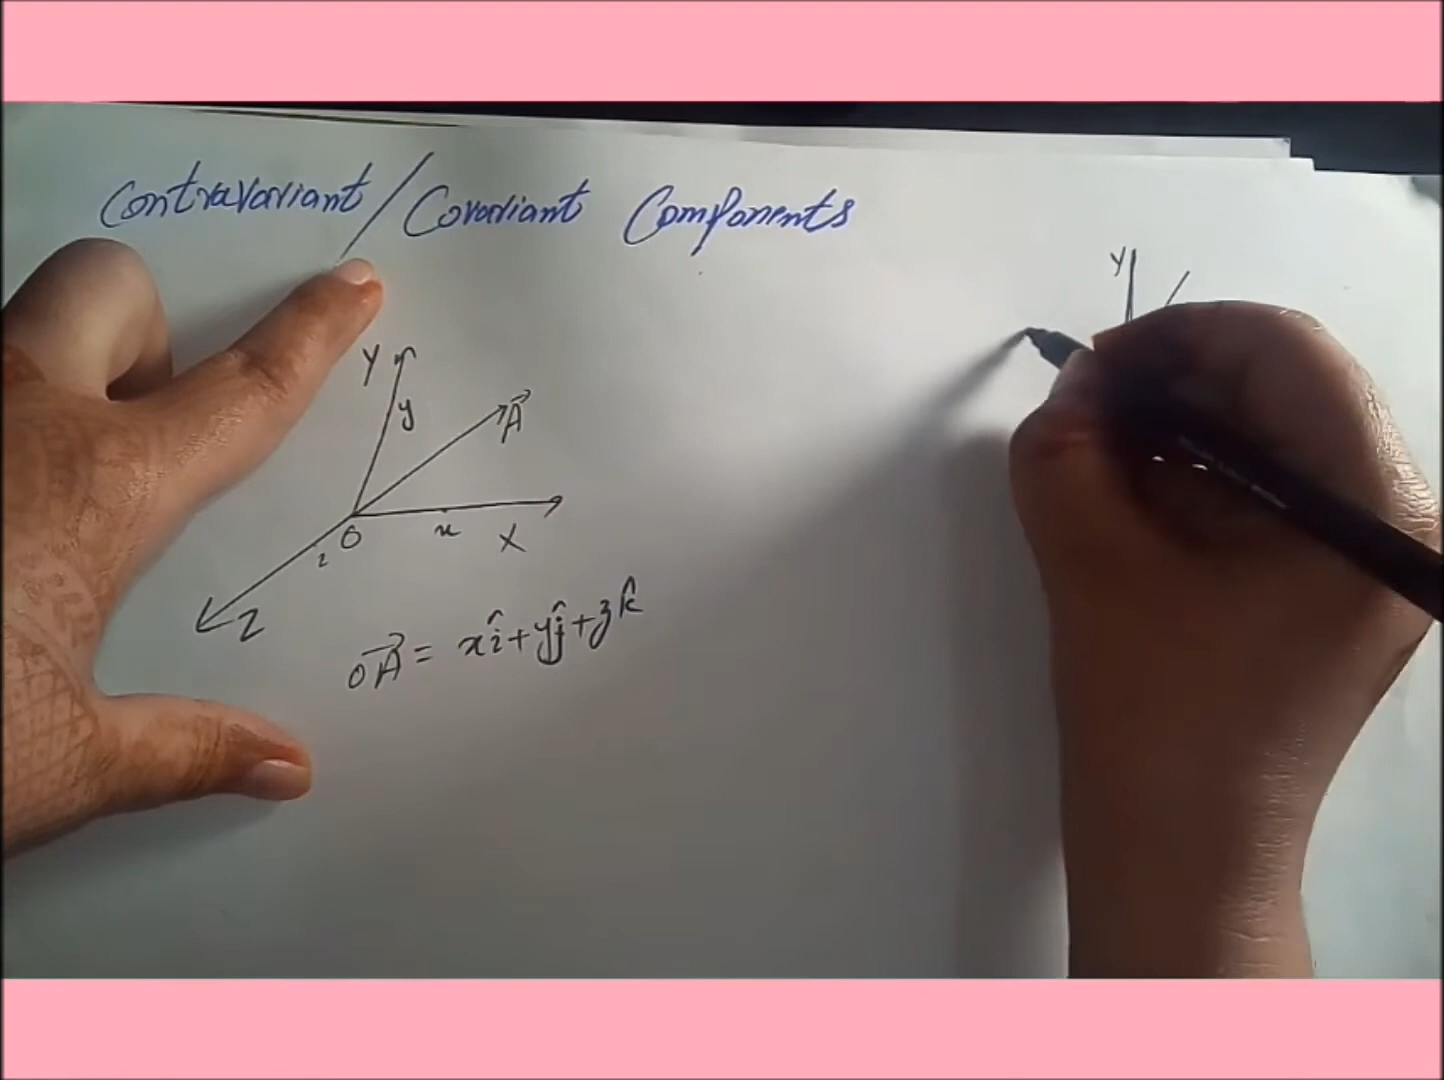 Contravariant / Covariant Components
Y
Y
y
A
O
x
X
z
Z
OA = xî + yĵ + zk̂